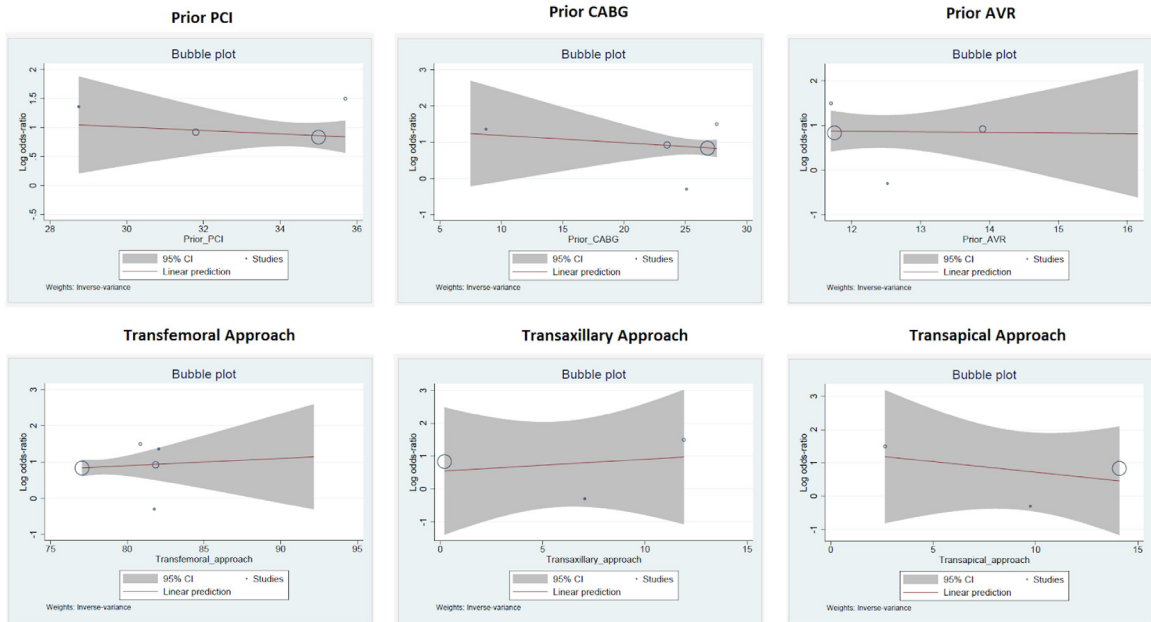 Prior PCI
Bubble plot
Log odds-ratio
2
1.5
1
.5
0
-.5
28
30
32
34
36
Prior_PCI
95% CI
Studies
Linear prediction
Weights: Inverse-variance
Prior CABG
Bubble plot
Log odds-ratio
3
2
1
0
-1
5
10
15
20
25
30
Prior_CABG
95% CI
Studies
Linear prediction
Weights: Inverse-variance
Prior AVR
Bubble plot
Log odds-ratio
2
1
0
-1
12
13
14
15
16
Prior_AVR
95% CI
Studies
Linear prediction
Weights: Inverse-variance
Transfemoral Approach
Bubble plot
Log odds-ratio
3
2
1
0
-1
75
80
85
90
95
Transfemoral_approach
95% CI
Studies
Linear prediction
Weights: Inverse-variance
Transaxillary Approach
Bubble plot
Log odds-ratio
3
2
1
0
-1
0
5
10
15
Transaxillary_approach
95% CI
Studies
Linear prediction
Weights: Inverse-variance
Transapical Approach
Bubble plot
Log odds-ratio
3
2
1
0
-1
0
5
10
15
Transapical_approach
95% CI
Studies
Linear prediction
Weights: Inverse-variance